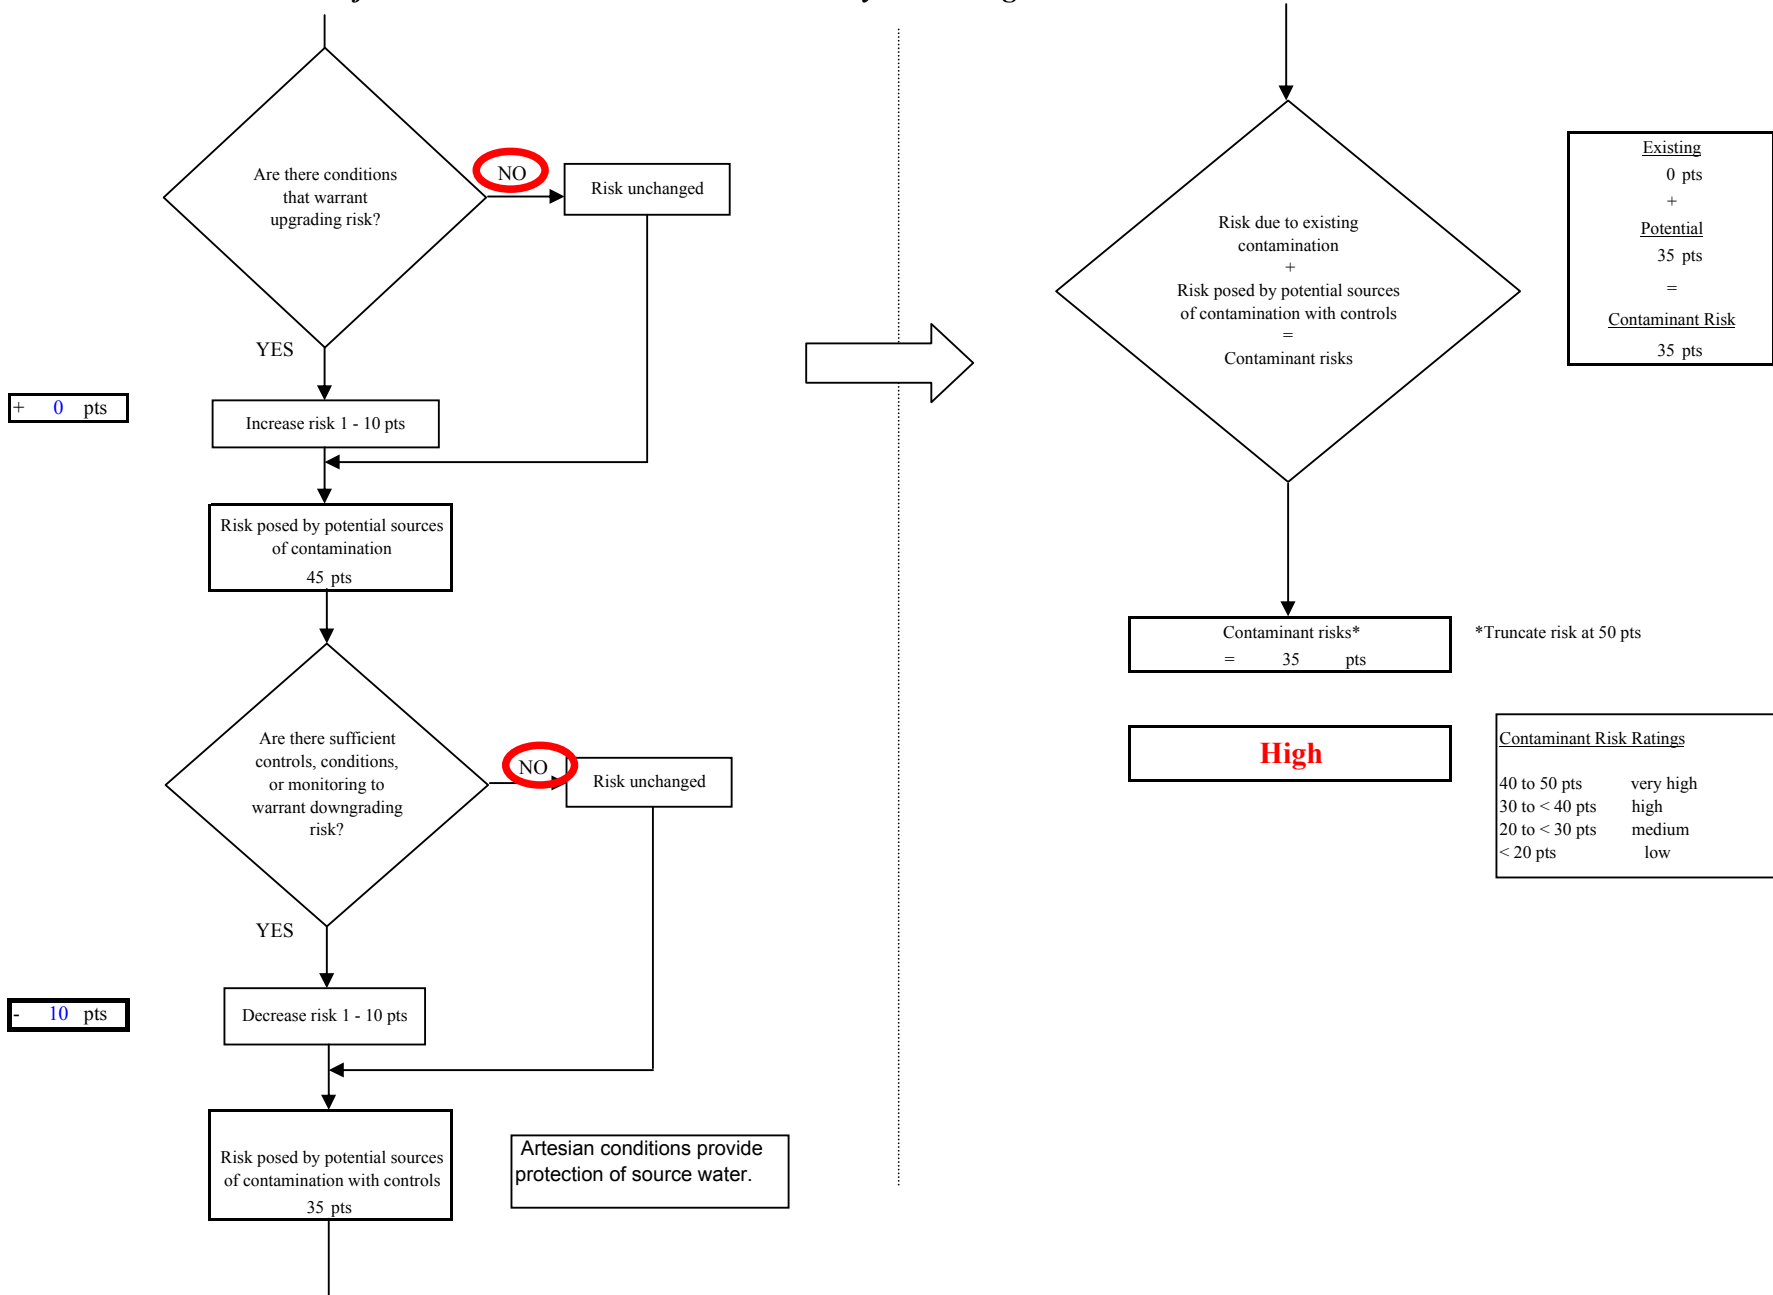 Are there conditions
that warrant
upgrading risk?
NO
Risk unchanged
YES
+ 0 pts
Increase risk 1 - 10 pts
Risk posed by potential sources
of contamination
45 pts
Are there sufficient
controls, conditions,
or monitoring to
warrant downgrading
risk?
NO
Risk unchanged
YES
- 10 pts
Decrease risk 1 - 10 pts
Risk posed by potential sources
of contamination with controls
35 pts
Artesian conditions provide
protection of source water.
Risk due to existing
contamination
+
Risk posed by potential sources
of contamination with controls
=
Contaminant risks
Existing
0 pts
+
Potential
35 pts
=
Contaminant Risk
35 pts
Contaminant risks*
= 35 pts
*Truncate risk at 50 pts
High
Contaminant Risk Ratings
40 to 50 pts very high
30 to < 40 pts high
20 to < 30 pts medium
< 20 pts low